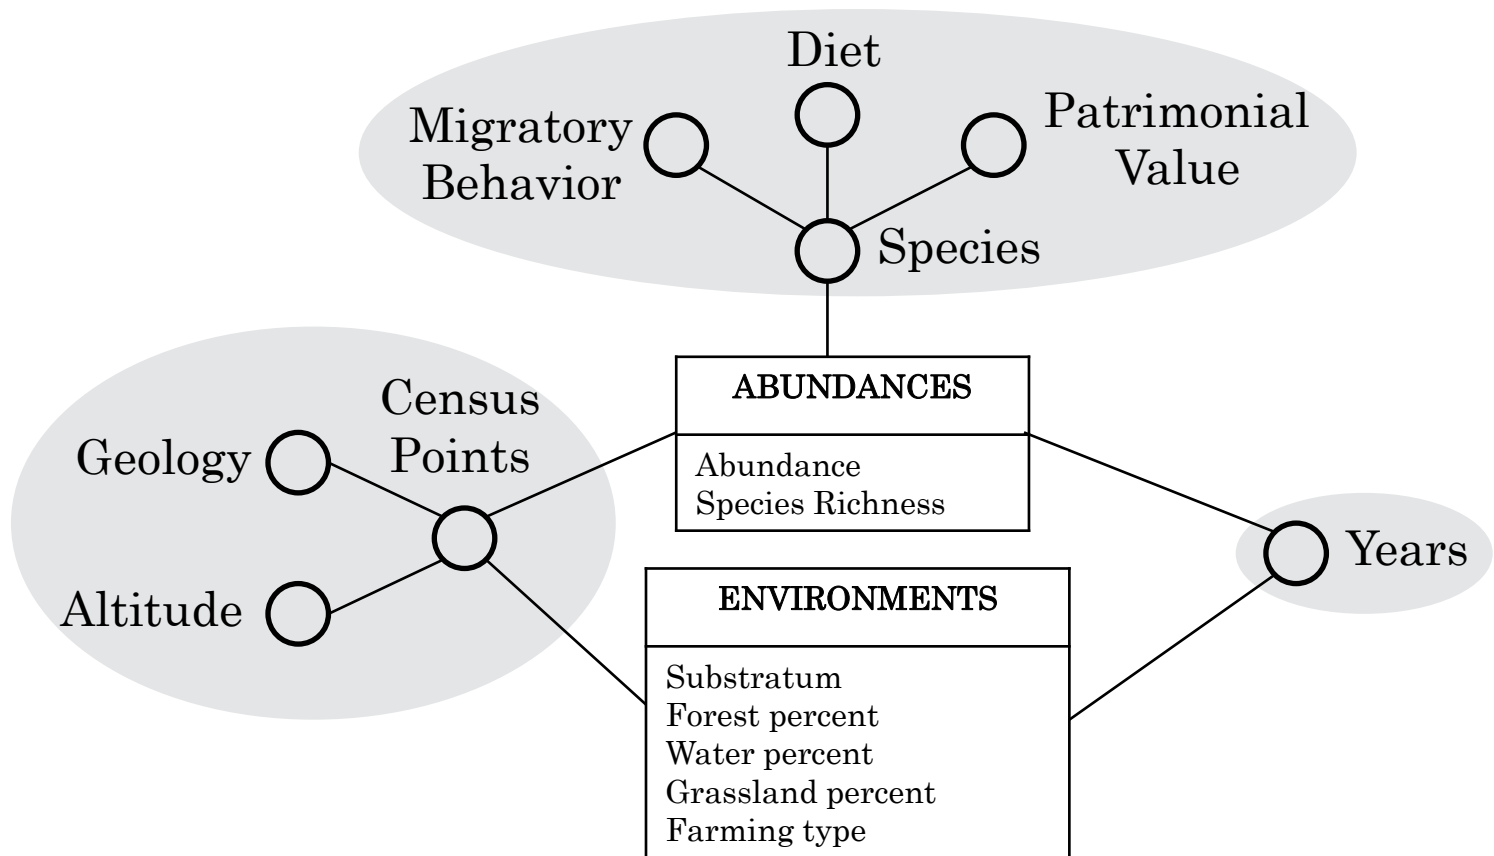 Diet
Migratory
Behavior
Patrimonial
Value
Species
ABUNDANCES
Abundance
Species Richness
Census
Points
Geology
Altitude
Years
ENVIRONMENTS
Substratum
Forest percent
Water percent
Grassland percent
Farming type